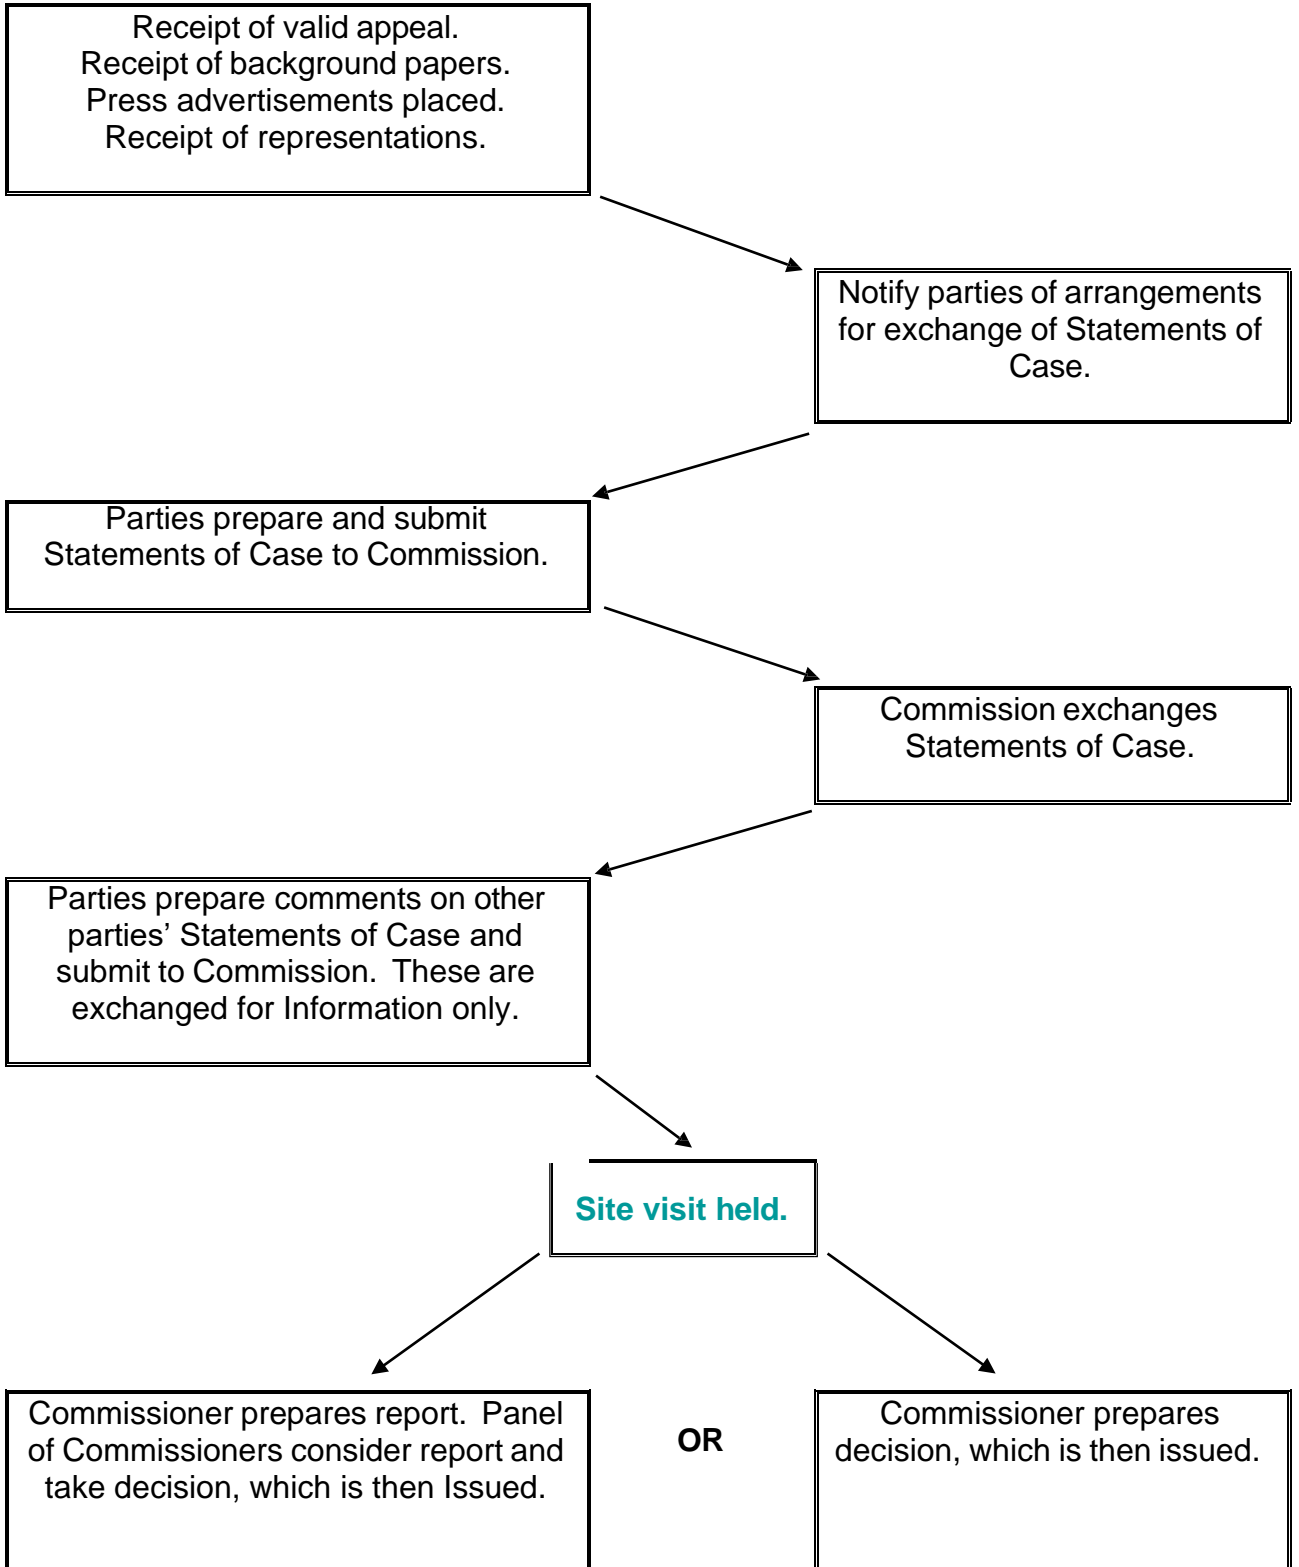 Receipt of valid appeal.
Receipt of background papers.
Press advertisements placed.
Receipt of representations.
Notify parties of arrangements
for exchange of Statements of
Case.
Parties prepare and submit
Statements of Case to Commission.
Commission exchanges
Statements of Case.
Parties prepare comments on other
parties’ Statements of Case and
submit to Commission.  These are
exchanged for Information only.
Site visit held.
Commissioner prepares report.  Panel
of Commissioners consider report and
take decision, which is then Issued.
OR
Commissioner prepares
decision, which is then issued.